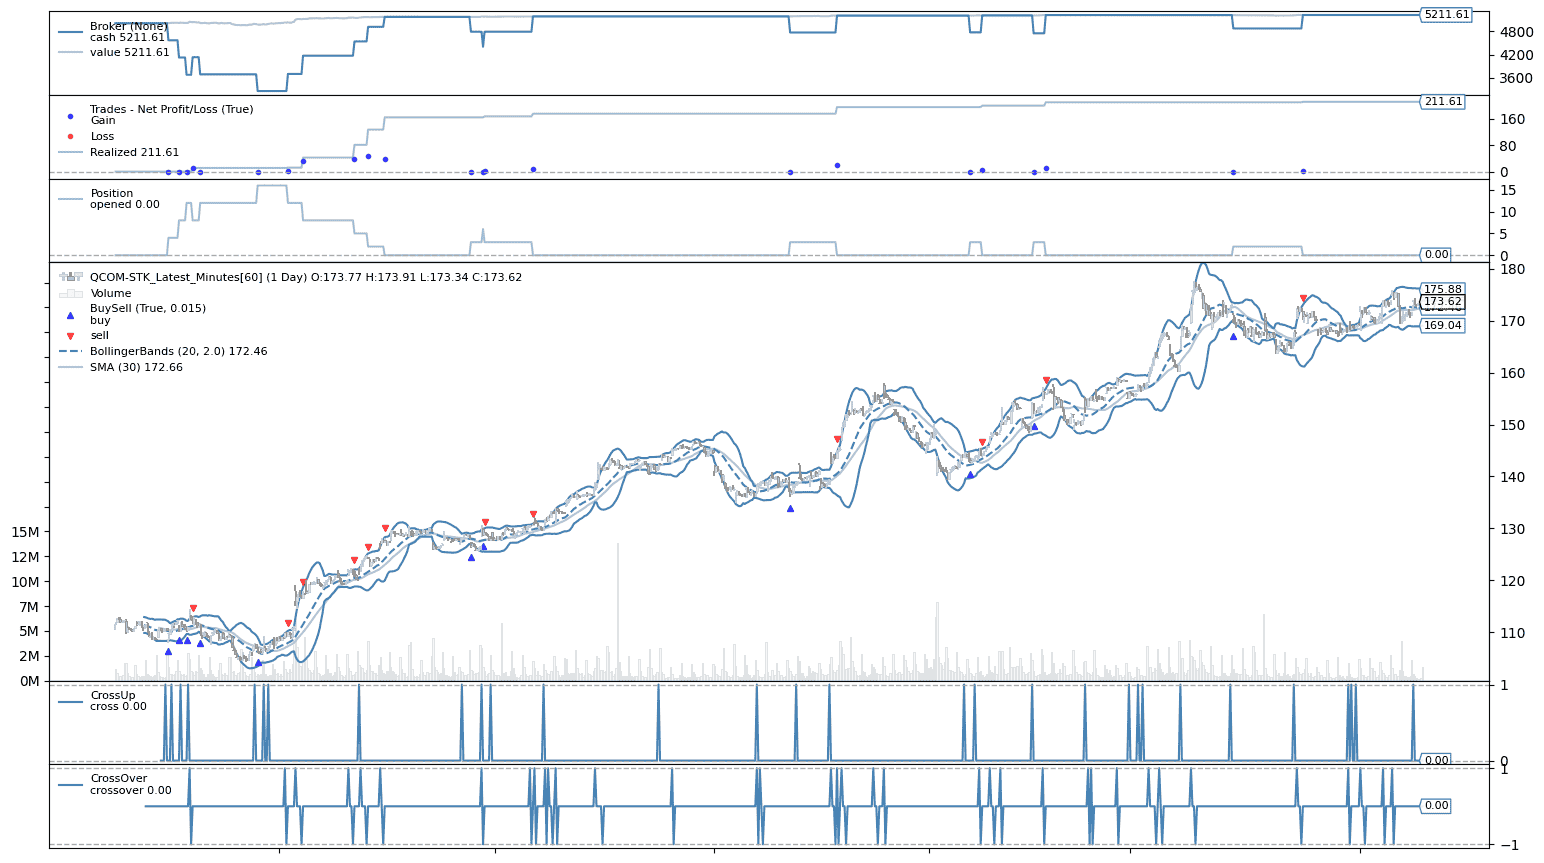 Broker (None)
cash 5211.61
value 5211.61
5211.61
4800
4200
3600
Trades - Net Profit/Loss (True)
Gain
Loss
Realized 211.61
211.61
160
80
0
Position
opened 0.00
15
10
5
0
0.00
QCOM-STK_Latest_Minutes[60] (1 Day) O:173.77 H:173.91 L:173.34 C:173.62
Volume
BuySell (True, 0.015)
buy
sell
BollingerBands (20, 2.0) 172.46
SMA (30) 172.66
180
175.88
173.62
170
169.04
160
150
140
130
120
110
15M
12M
10M
7M
5M
2M
0M
CrossUp
cross 0.00
1
0
0.00
CrossOver
crossover 0.00
1
0.00
−1